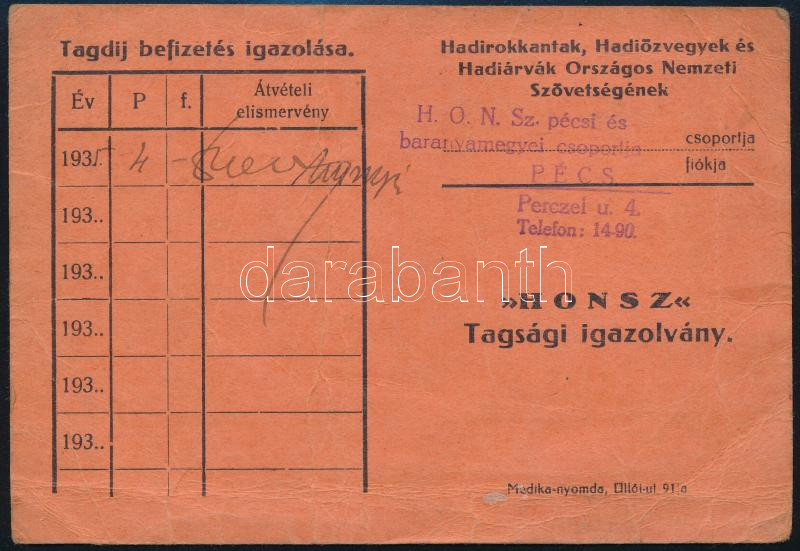 Tagdij befizetés igazolása.
Év P f. Átvételi
elismervény
193. 4 -
193..
193..
193..
193..
193..
Hadirokkantak, Hadiözvegyek és
Hadiárvák Országos Nemzeti
Szövetségének
H. O. N. Sz. pécsi és
baranyamegyei csoportja csoportja
PÉCS fiókja
Perczel u. 4.
Telefon: 14-90.
darabanth
»HONSZ«
Tagsági igazolvány.
Medika-nyomda, Üllői-ut 91/a